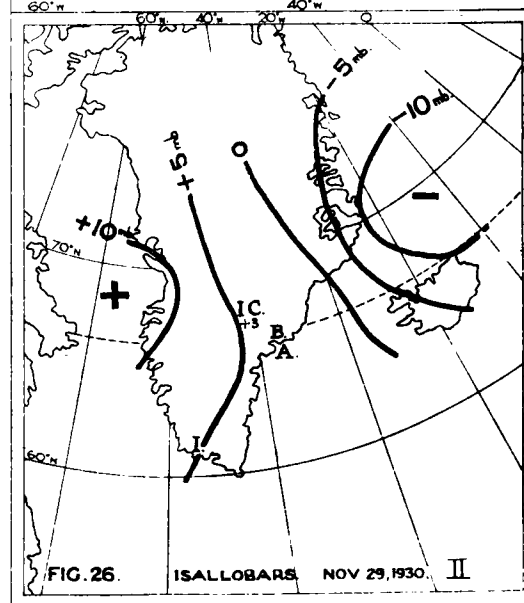 60°W 40°W
60°W 40°W 20°W 0
-5 mb
-10 mb.
+5 mb
0
+10
70°N
+
-
I C.
+3
B.
A.
I.
60°N
FIG. 26. ISALLOBARS NOV 29, 1930. II